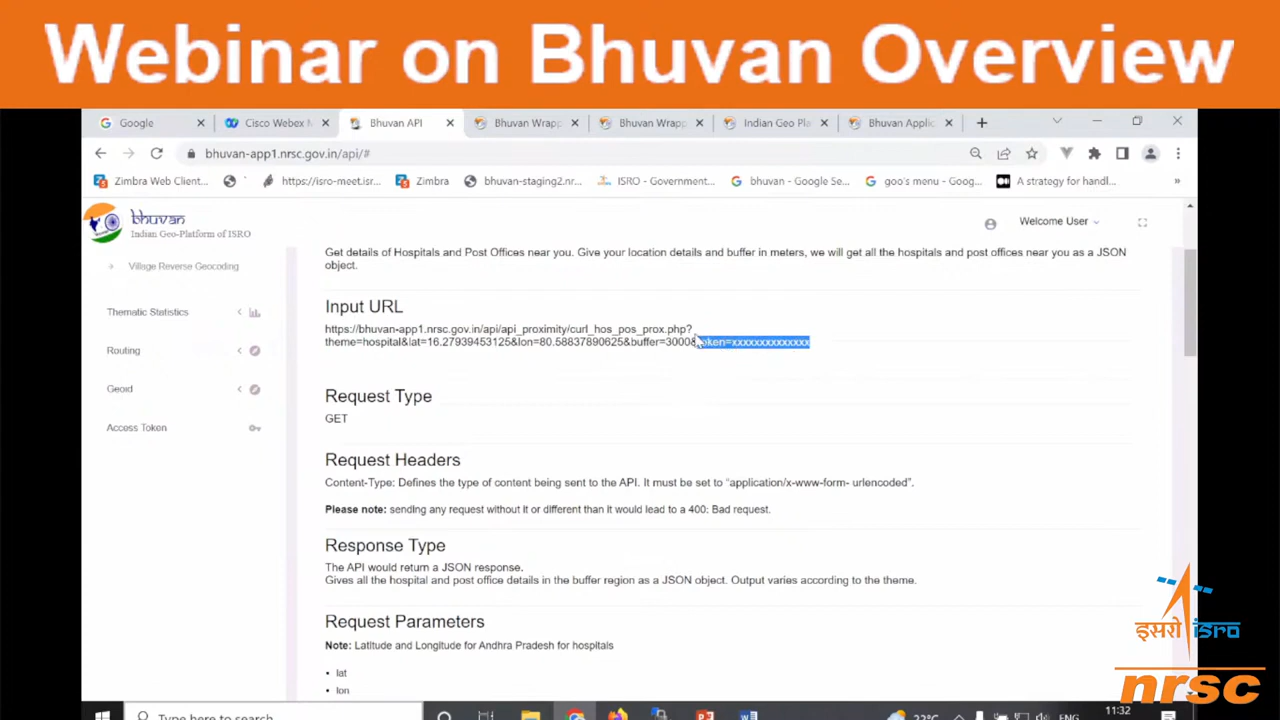 Webinar on Bhuvan Overview
Google
Cisco Webex M
Bhuvan API
Bhuvan Wrapp
Bhuvan Wrapp
Indian Geo Pla
Bhuvan Applic
bhuvan-app1.nrsc.gov.in/api/#
Zimbra Web Client...
https://isro-meet.isr...
Zimbra
bhuvan-staging2.nr...
ISRO - Government...
bhuvan - Google Se...
goo's menu - Goog...
A strategy for handl...
bhuvan
Indian Geo-Platform of ISRO
Welcome User
Village Reverse Geocoding
Thematic Statistics
Routing
Geoid
Access Token
Get details of Hospitals and Post Offices near you. Give your location details and buffer in meters, we will get all the hospitals and post offices near you as a JSON
object.
Input URL
https://bhuvan-app1.nrsc.gov.in/api/api_proximity/curl_hos_pos_prox.php?
theme=hospital&lat=16.27939453125&lon=80.58837890625&buffer=3000&token=xxxxxxxxxxxxxx
Request Type
GET
Request Headers
Content-Type: Defines the type of content being sent to the API. It must be set to “application/x-www-form- urlencoded”.
Please note: sending any request without it or different than it would lead to a 400: Bad request.
Response Type
The API would return a JSON response.
Gives all the hospital and post office details in the buffer region as a JSON object. Output varies according to the theme.
Request Parameters
Note: Latitude and Longitude for Andhra Pradesh for hospitals
• lat
• lon
इसरो isro
nrsc
Type here to search
22°C
ENG
11:32